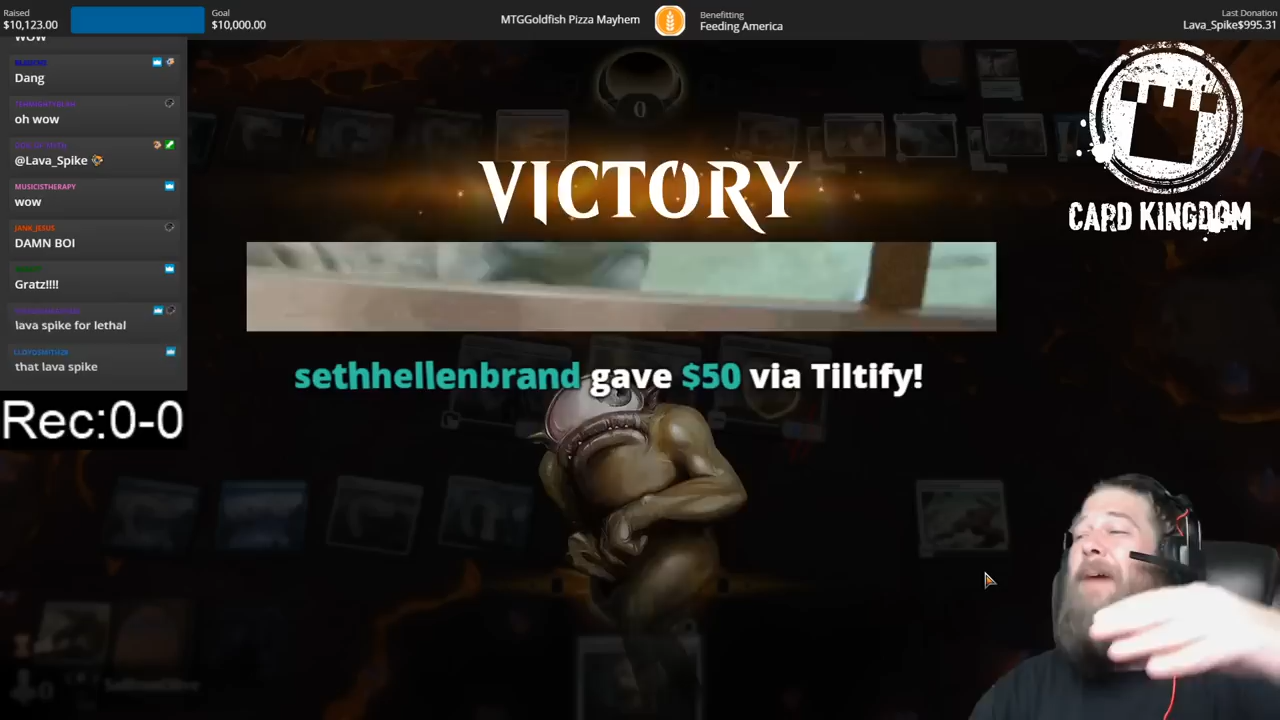 Raised
$10,123.00
Goal
$10,000.00
MTGGoldfish Pizza Mayhem
Benefitting
Feeding America
Last Donation
Lava_Spike$995.31
wow
Dang
oh wow
@Lava_Spike
MUSICISTHERAPY
wow
JANK_JESUS
DAMN BOI
Gratz!!!!
lava spike for lethal
that lava spike
Rec:0-0
0
VICTORY
sethhellenbrand gave $50 via Tiltify!
CARD KINGDOM